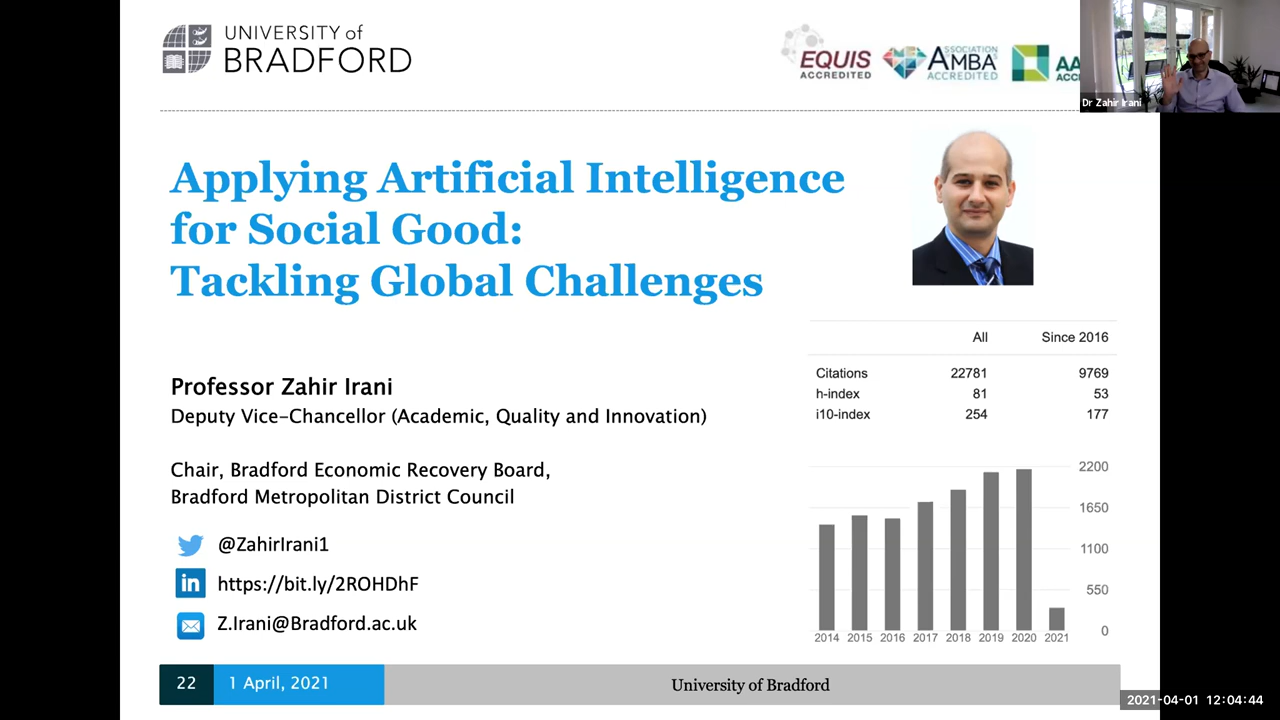 UNIVERSITY of
BRADFORD
EQUIS
ACCREDITED
ASSOCIATION
AMBA
ACCREDITED
Dr Zahir Irani
Applying Artificial Intelligence
for Social Good:
Tackling Global Challenges
Professor Zahir Irani
Deputy Vice-Chancellor (Academic, Quality and Innovation)
Chair, Bradford Economic Recovery Board,
Bradford Metropolitan District Council
@ZahirIrani1
in
https://bit.ly/2ROHDhF
Z.Irani@Bradford.ac.uk
All Since 2016
Citations 22781 9769
h-index 81 53
i10-index 254 177
2200
1650
1100
550
0
2014 2015 2016 2017 2018 2019 2020 2021
22 1 April, 2021 University of Bradford
2021-04-01 12:04:44